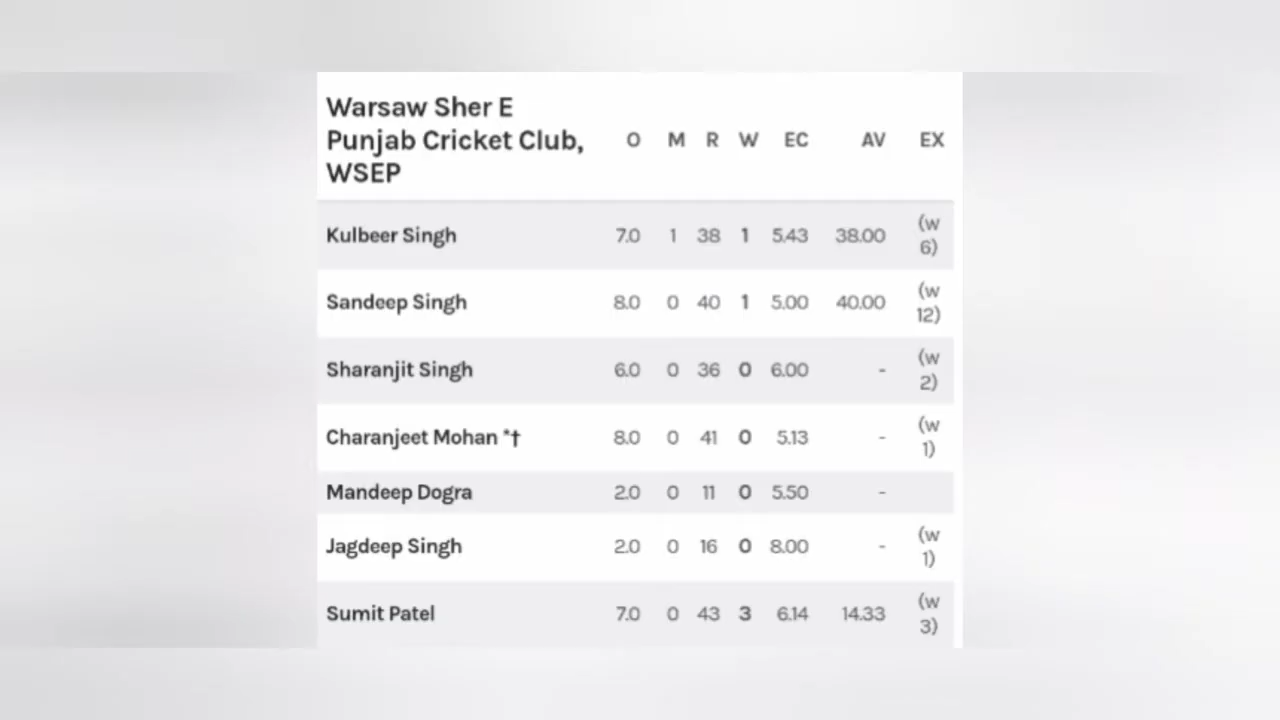 Warsaw Sher E
Punjab Cricket Club, O M R W EC AV EX
WSEP
Kulbeer Singh 7.0 1 38 1 5.43 38.00 (w
6)
Sandeep Singh 8.0 0 40 1 5.00 40.00 (w
12)
Sharanjit Singh 6.0 0 36 0 6.00 - (w
2)
Charanjeet Mohan *† 8.0 0 41 0 5.13 - (w
1)
Mandeep Dogra 2.0 0 11 0 5.50 -
Jagdeep Singh 2.0 0 16 0 8.00 - (w
1)
Sumit Patel 7.0 0 43 3 6.14 14.33 (w
3)